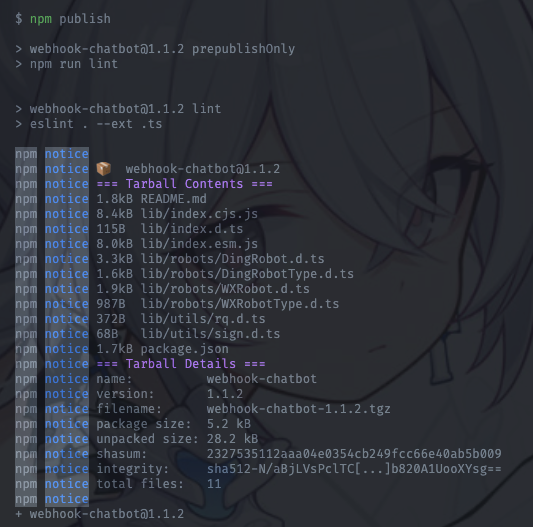 $ npm publish
> webhook-chatbot@1.1.2 prepublishOnly
> npm run lint
> webhook-chatbot@1.1.2 lint
> eslint . --ext .ts
npm notice
npm notice 📦  webhook-chatbot@1.1.2
npm notice === Tarball Contents ===
npm notice 1.8kB README.md
npm notice 8.4kB lib/index.cjs.js
npm notice 115B  lib/index.d.ts
npm notice 8.0kB lib/index.esm.js
npm notice 3.3kB lib/robots/DingRobot.d.ts
npm notice 1.6kB lib/robots/DingRobotType.d.ts
npm notice 1.9kB lib/robots/WXRobot.d.ts
npm notice 987B  lib/robots/WXRobotType.d.ts
npm notice 372B  lib/utils/rq.d.ts
npm notice 68B   lib/utils/sign.d.ts
npm notice 1.7kB package.json
npm notice === Tarball Details ===
npm notice name:          webhook-chatbot
npm notice version:       1.1.2
npm notice filename:      webhook-chatbot-1.1.2.tgz
npm notice package size:  5.2 kB
npm notice unpacked size: 28.2 kB
npm notice shasum:        2327535112aaa04e0354cb249fcc66e40ab5b009
npm notice integrity:     sha512-N/aBjLVsPclTC[...]b820A1UooXYsg==
npm notice total files:   11
npm notice
+ webhook-chatbot@1.1.2